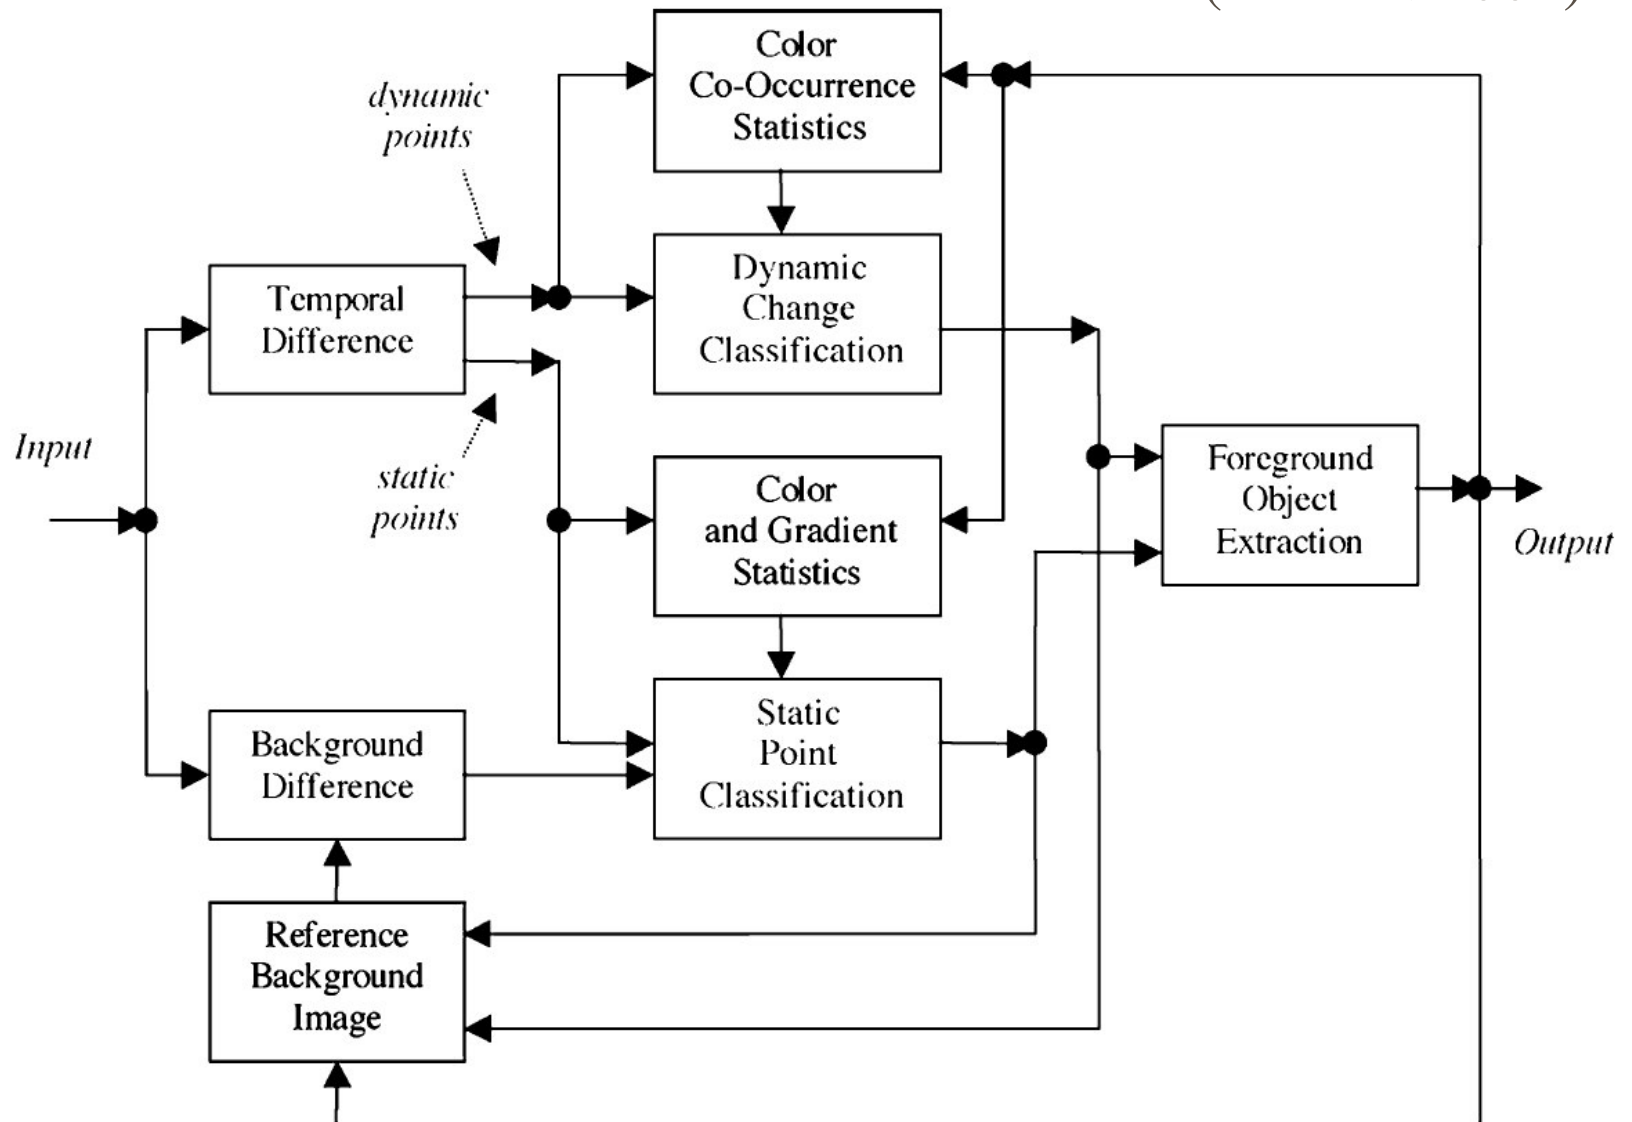 Color
Co-Occurrence
Statistics
dynamic
points
Dynamic
Change
Classification
Temporal
Difference
Input
static
points
Color
and Gradient
Statistics
Foreground
Object
Extraction
Output
Static
Point
Classification
Background
Difference
Reference
Background
Image